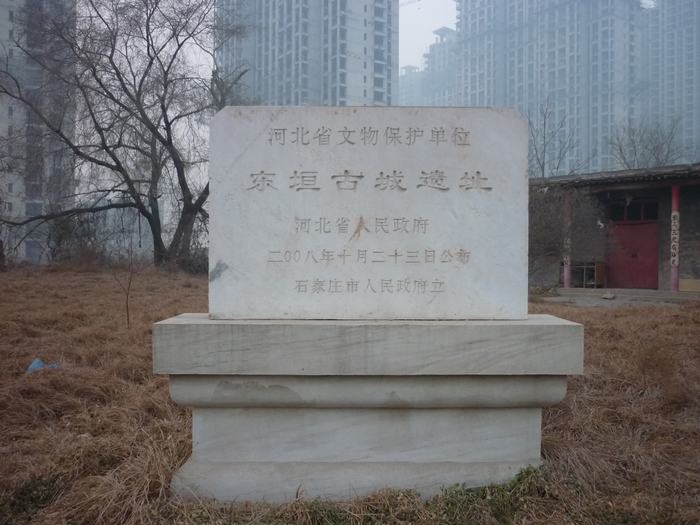 河北省文物保护单位
东垣古城遗址
河北省人民政府
二00八年十月二十三日公布
石家庄市人民政府立